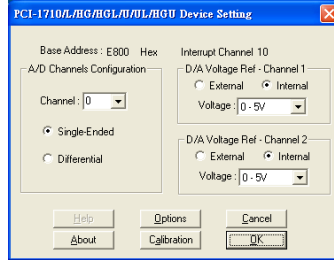 PCI-1710/L/HG/HGL/U/UL/HGU Device Setting
Base Address : E800 Hex Interrupt Channel 10
A/D Channels Configuration
Channel : 0
Single-Ended
Differential
D/A Voltage Ref - Channel 1
External Internal
Voltage : 0 - 5V
D/A Voltage Ref - Channel 2
External Internal
Voltage : 0 - 5V
Help Options Cancel
About Calibration OK